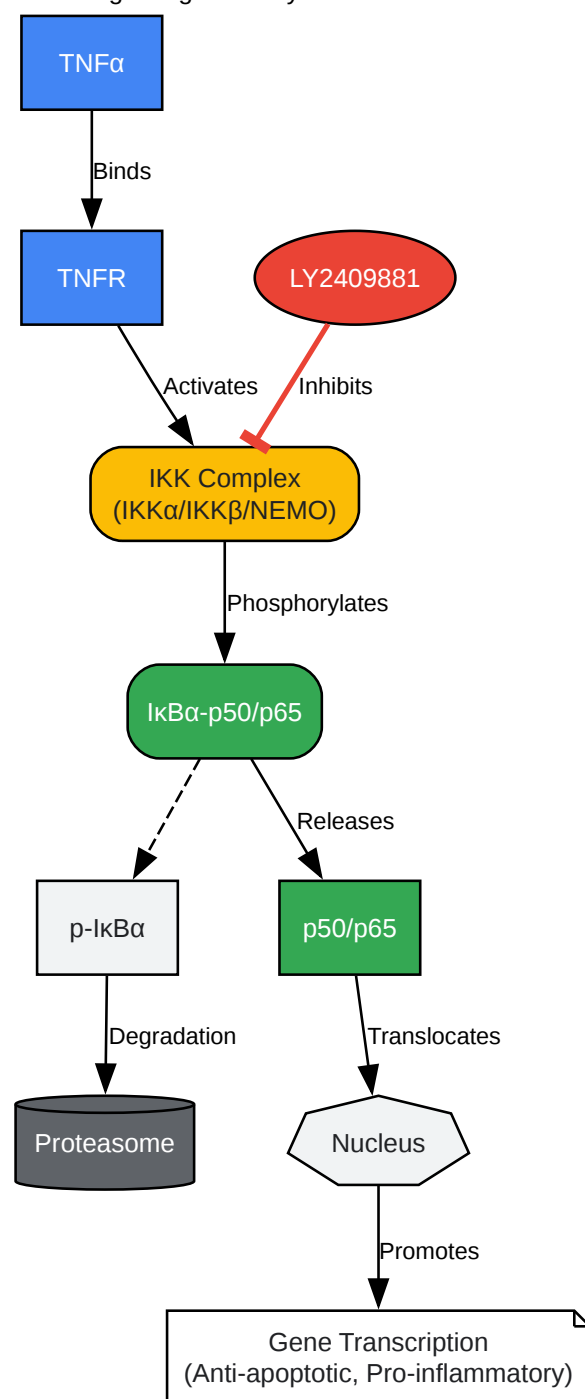 TNFα
Binds
TNFR
LY2409881
Activates
Inhibits
IKK Complex
(IKKα/IKKβ/NEMO)
Phosphorylates
IκBα-p50/p65
Releases
p-IκBα
p50/p65
Degradation
Translocates
Proteasome
Nucleus
Promotes
Gene Transcription
(Anti-apoptotic, Pro-inflammatory)